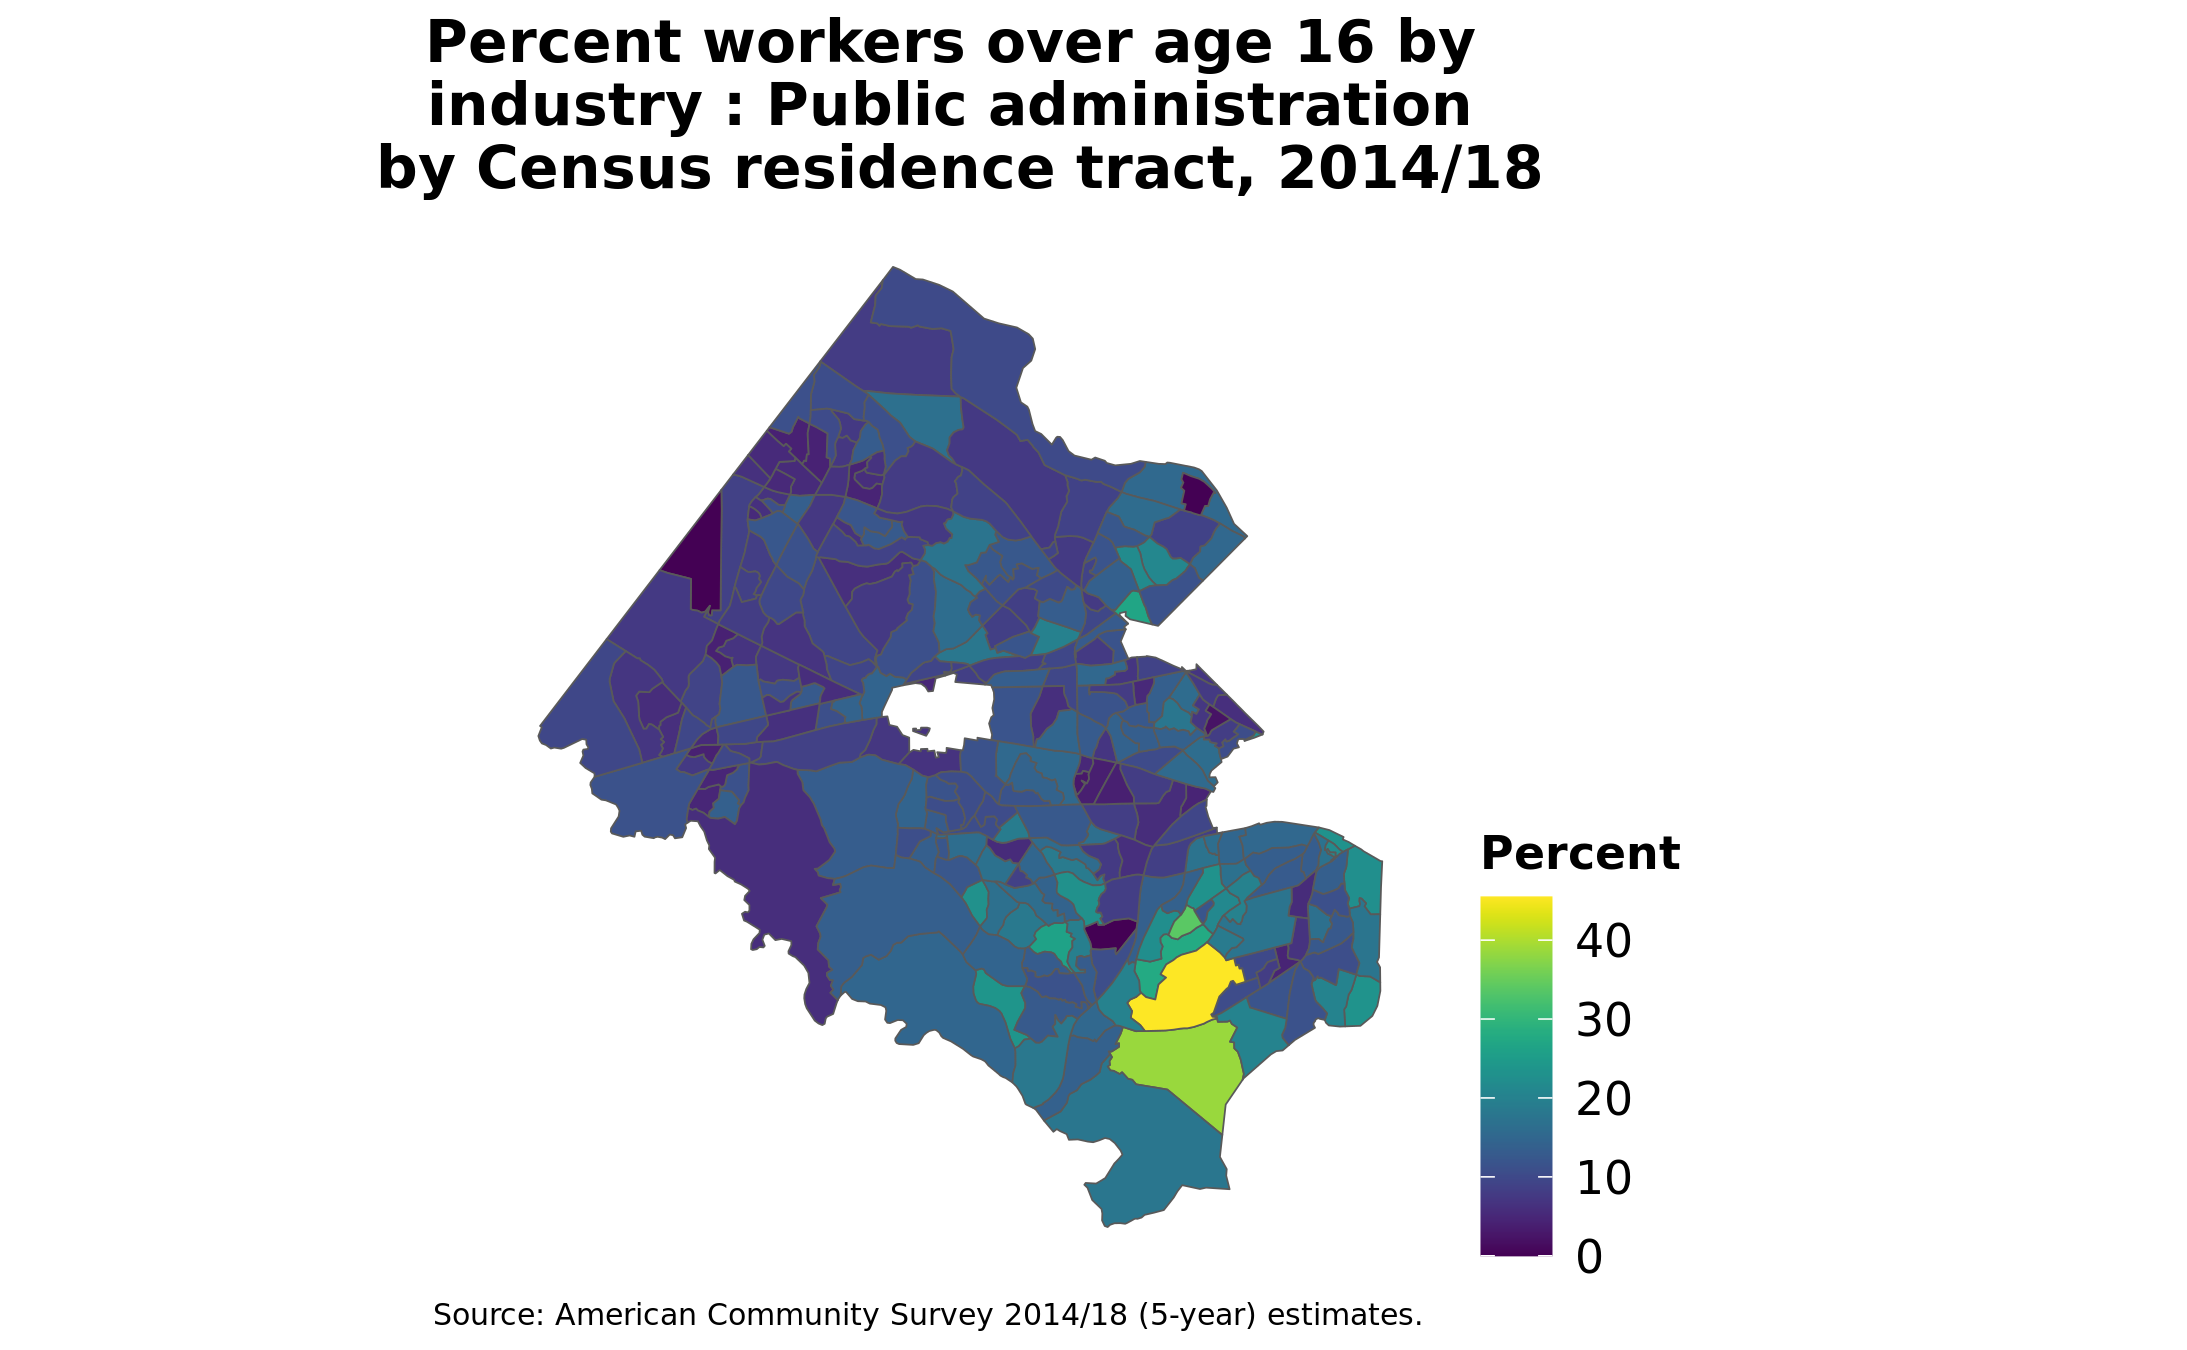 Percent workers over age 16 by
industry : Public administration
by Census residence tract, 2014/18
Percent
40
30
20
10
0
Source: American Community Survey 2014/18 (5-year) estimates.